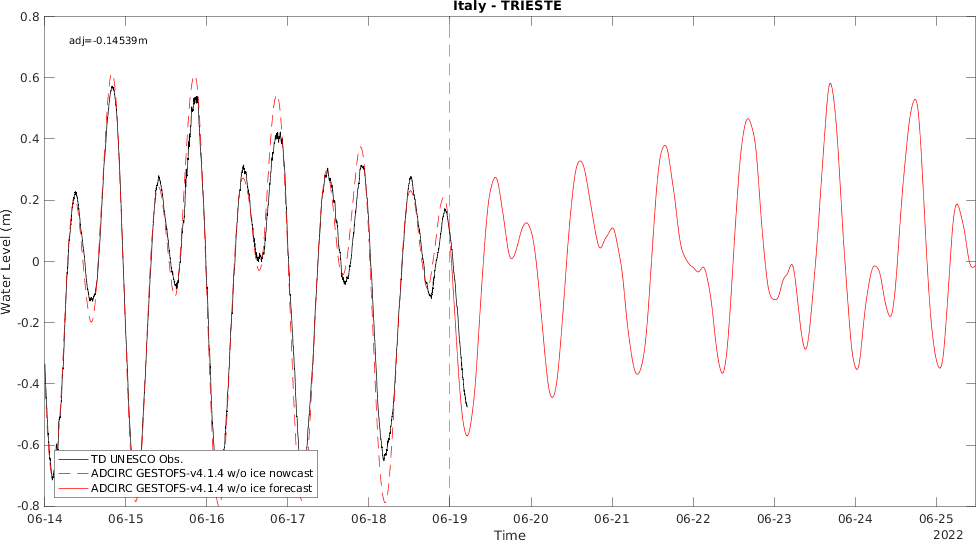 Italy - TRIESTE
adj=-0.14539m
Water Level (m)
0.8
0.6
0.4
0.2
0
-0.2
-0.4
-0.6
-0.8
TD UNESCO Obs.
ADCIRC GESTOFS-v4.1.4 w/o ice nowcast
ADCIRC GESTOFS-v4.1.4 w/o ice forecast
06-14 06-15 06-16 06-17 06-18 06-19 06-20 06-21 06-22 06-23 06-24 06-25
Time
2022